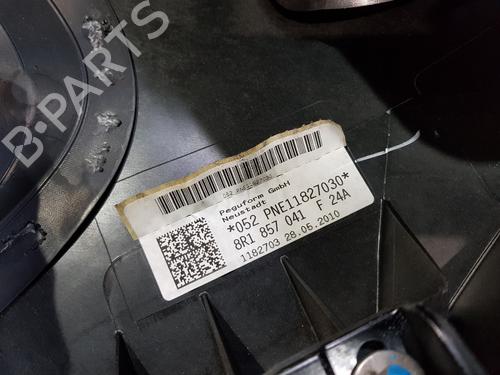 B-PARTS
Peguform GmbH
Neustadt
*052 PNE11827030*
8R1 857 041 F 24A
1182703 28.05.2010